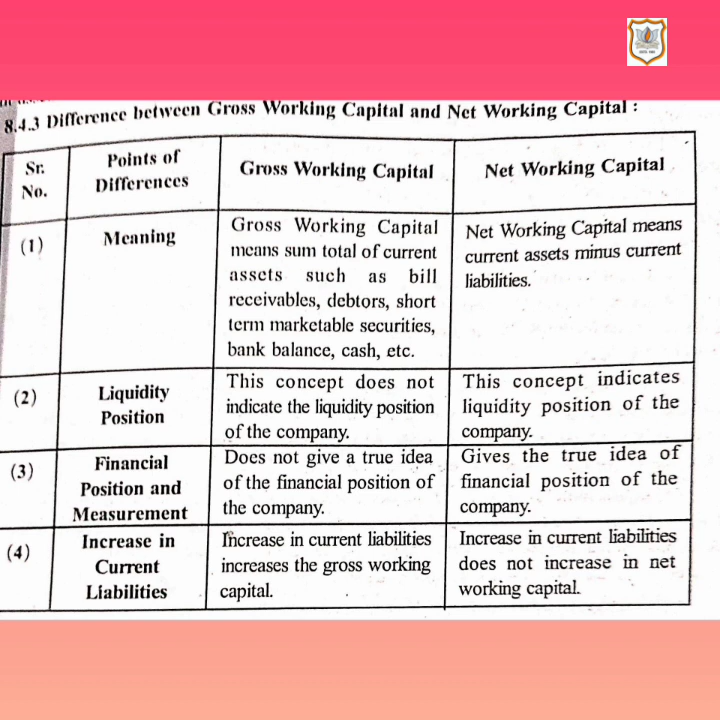 8.4.3 Difference between Gross Working Capital and Net Working Capital :
Sr. No.
Points of Differences
Gross Working Capital
Net Working Capital
(1)
Meaning
Gross Working Capital
means sum total of current
assets such as bill
receivables, debtors, short
term marketable securities,
bank balance, cash, etc.
Net Working Capital means
current assets minus current
liabilities.
(2)
Liquidity
Position
This concept does not
indicate the liquidity position
of the company.
This concept indicates
liquidity position of the
company.
(3)
Financial
Position and
Measurement
Does not give a true idea
of the financial position of
the company.
Gives the true idea of
financial position of the
company.
(4)
Increase in
Current
Liabilities
Increase in current liabilities
increases the gross working
capital.
Increase in current liabilities
does not increase in net
working capital.